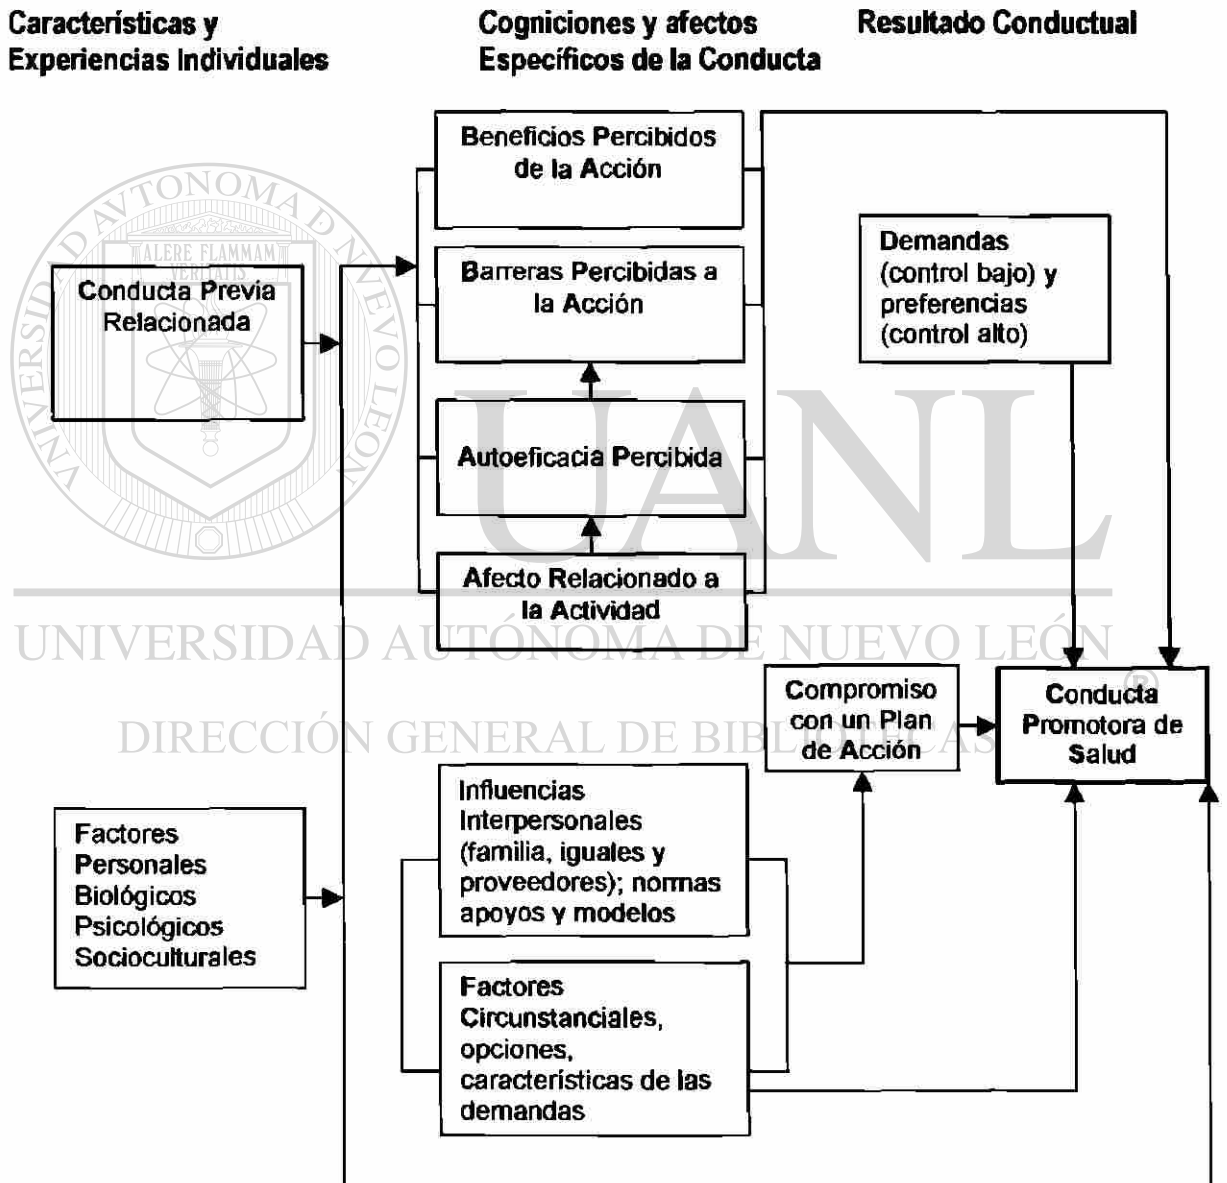 Características y
Experiencias Individuales
Cogniciones y afectos
Específicos de la Conducta
Resultado Conductual
Beneficios Percibidos
de la Acción
Barreras Percibidas a
la Acción
Autoeficacia Percibida
Afecto Relacionado a
la Actividad
Conducta Previa
Relacionada
Demandas
(control bajo) y
preferencias
(control alto)
Compromiso
con un Plan
de Acción
Conducta
Promotora de
Salud
Factores
Personales
Biológicos
Psicológicos
Socioculturales
Influencias
Interpersonales
(familia, iguales y
proveedores); normas
apoyos y modelos
Factores
Circunstanciales,
opciones,
características de las
demandas
UNIVERSIDAD AVTONOMA D NVEVO LEON
ALERE FLAMMAM
VERITATIS
UANL
UNIVERSIDAD AUTÓNOMA DE NUEVO LEÓN
®
DIRECCIÓN GENERAL DE BIBLIOTECAS